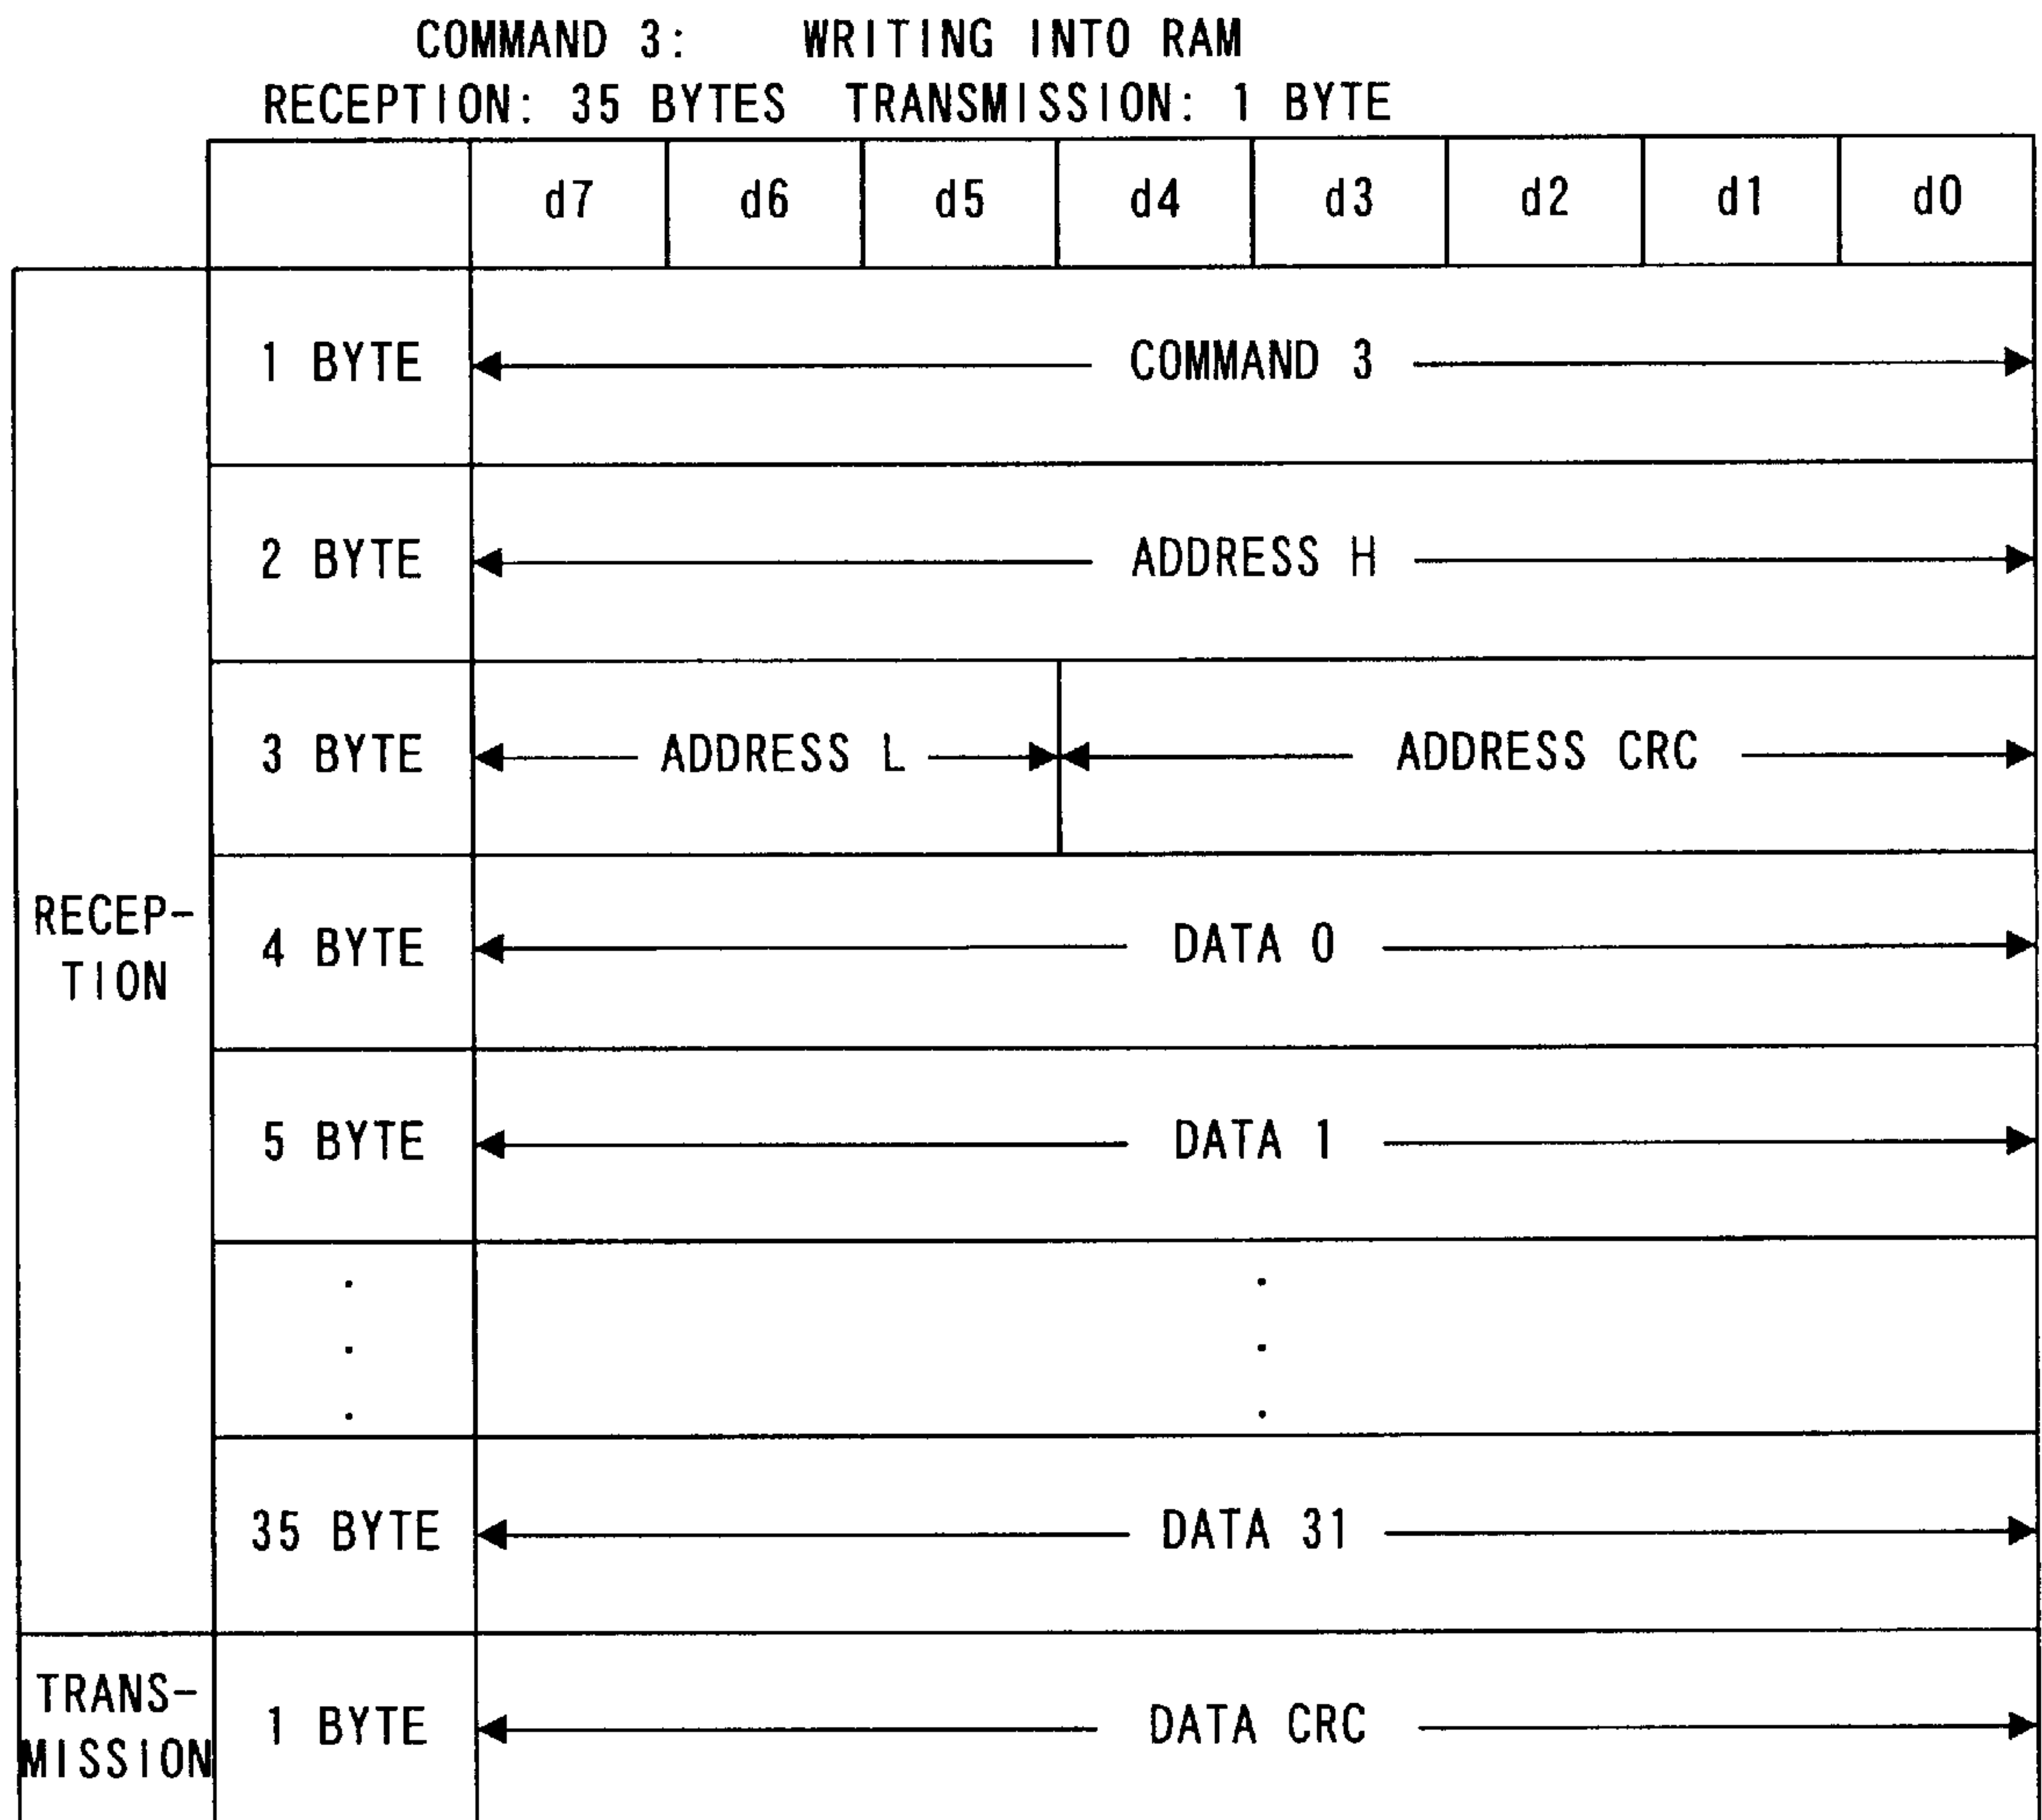 COMMAND 3: WRITING INTO RAM
RECEPTION: 35 BYTES TRANSMISSION: 1 BYTE
d7 d6 d5 d4 d3 d2 d1 d0
1 BYTE COMMAND 3
2 BYTE ADDRESS H
3 BYTE ADDRESS L ADDRESS CRC
RECEP-
TION
4 BYTE DATA 0
5 BYTE DATA 1
. .
. .
. .
35 BYTE DATA 31
TRANS-
MISSION
1 BYTE DATA CRC